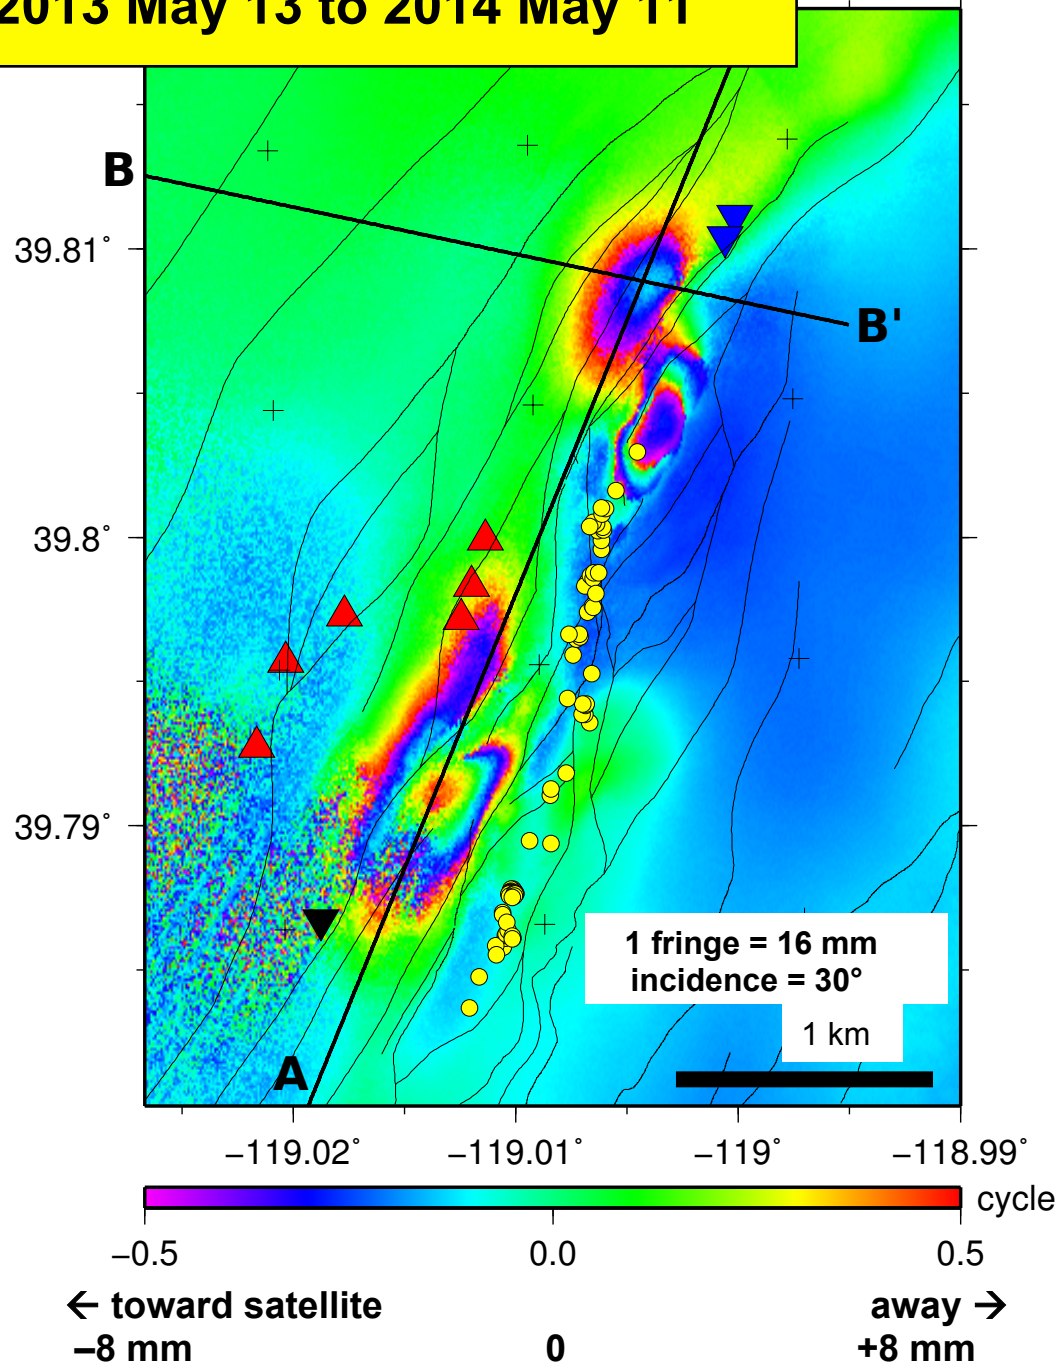 2013 May 13 to 2014 May 11
B
39.81°
B'
39.8°
39.79°
1 fringe = 16 mm
incidence = 30°
1 km
A
−119.02° −119.01° −119° −118.99°
cycle
−0.5 0.0 0.5
← toward satellite away →
−8 mm 0 +8 mm